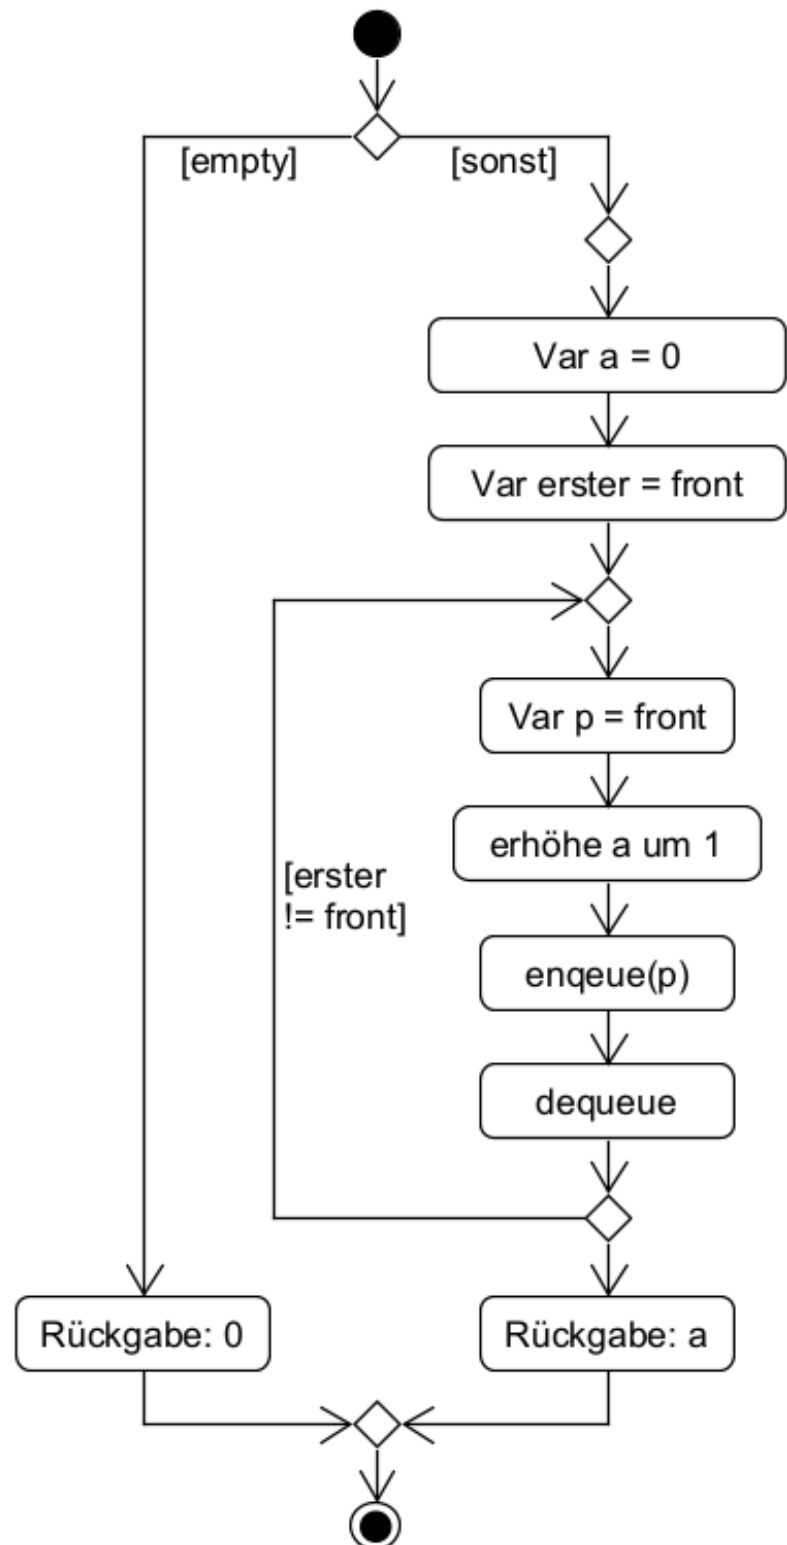 [empty]
[sonst]
Var a = 0
Var erster = front
Var p = front
erhöhe a um 1
[erster
!= front]
enqeue(p)
dequeue
Rückgabe: 0
Rückgabe: a